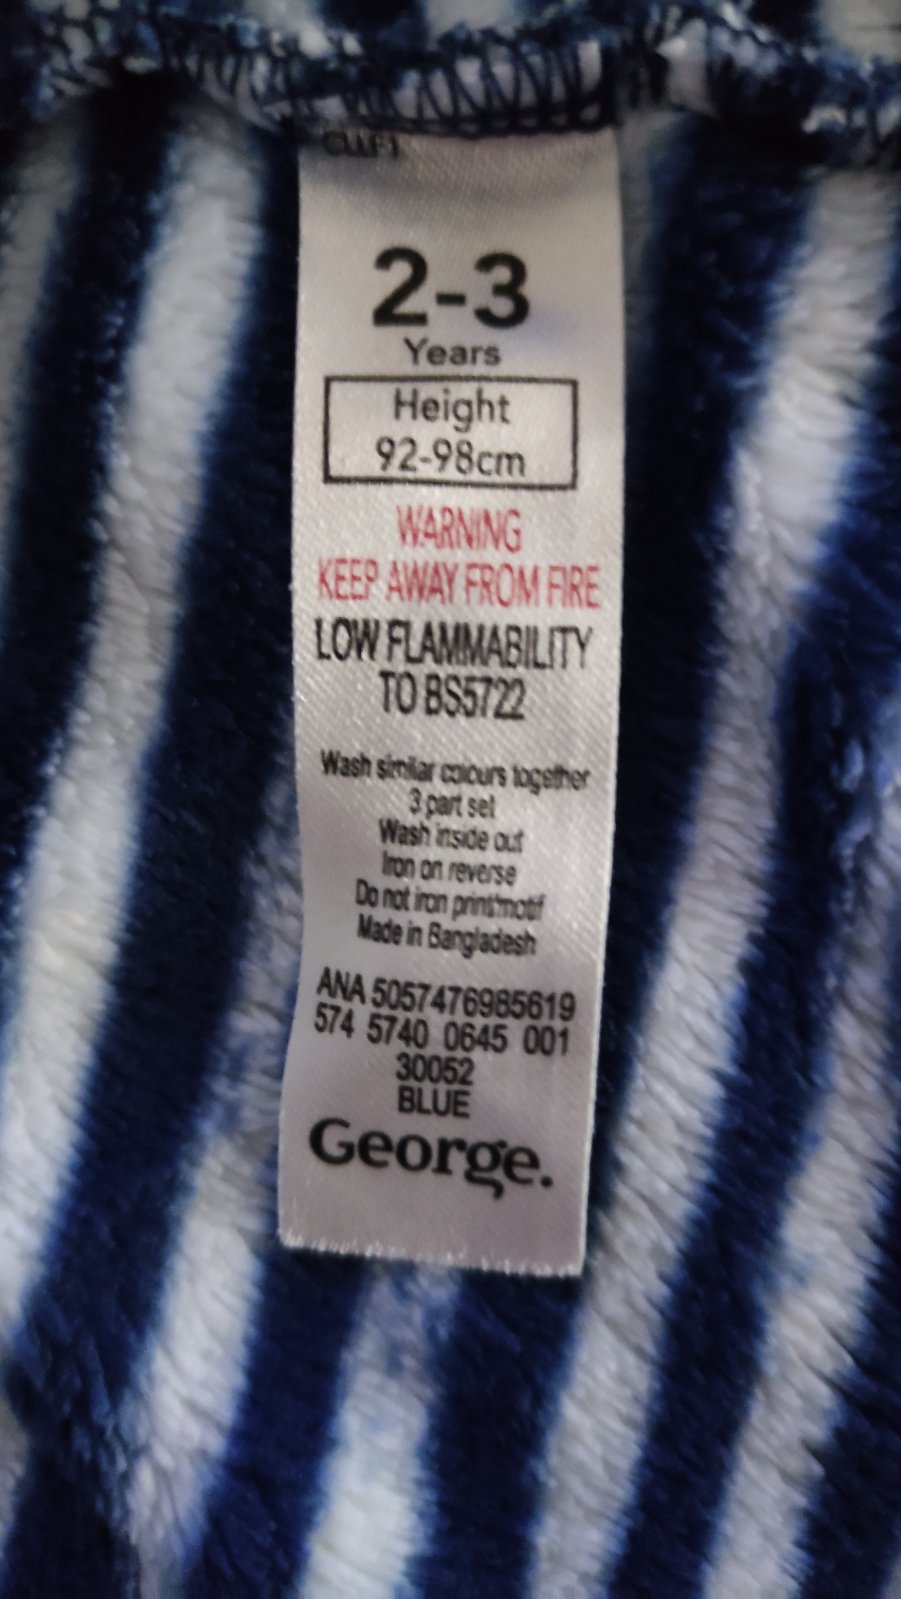 2-3
Years
Height
92-98cm
WARNING
KEEP AWAY FROM FIRE
LOW FLAMMABILITY
TO BS5722
Wash similar colours together
3 part set
Wash inside out
Iron on reverse
Do not iron print/motif
Made in Bangladesh
ANA 5057476985619
574 5740 0645 001
30052
BLUE
George.